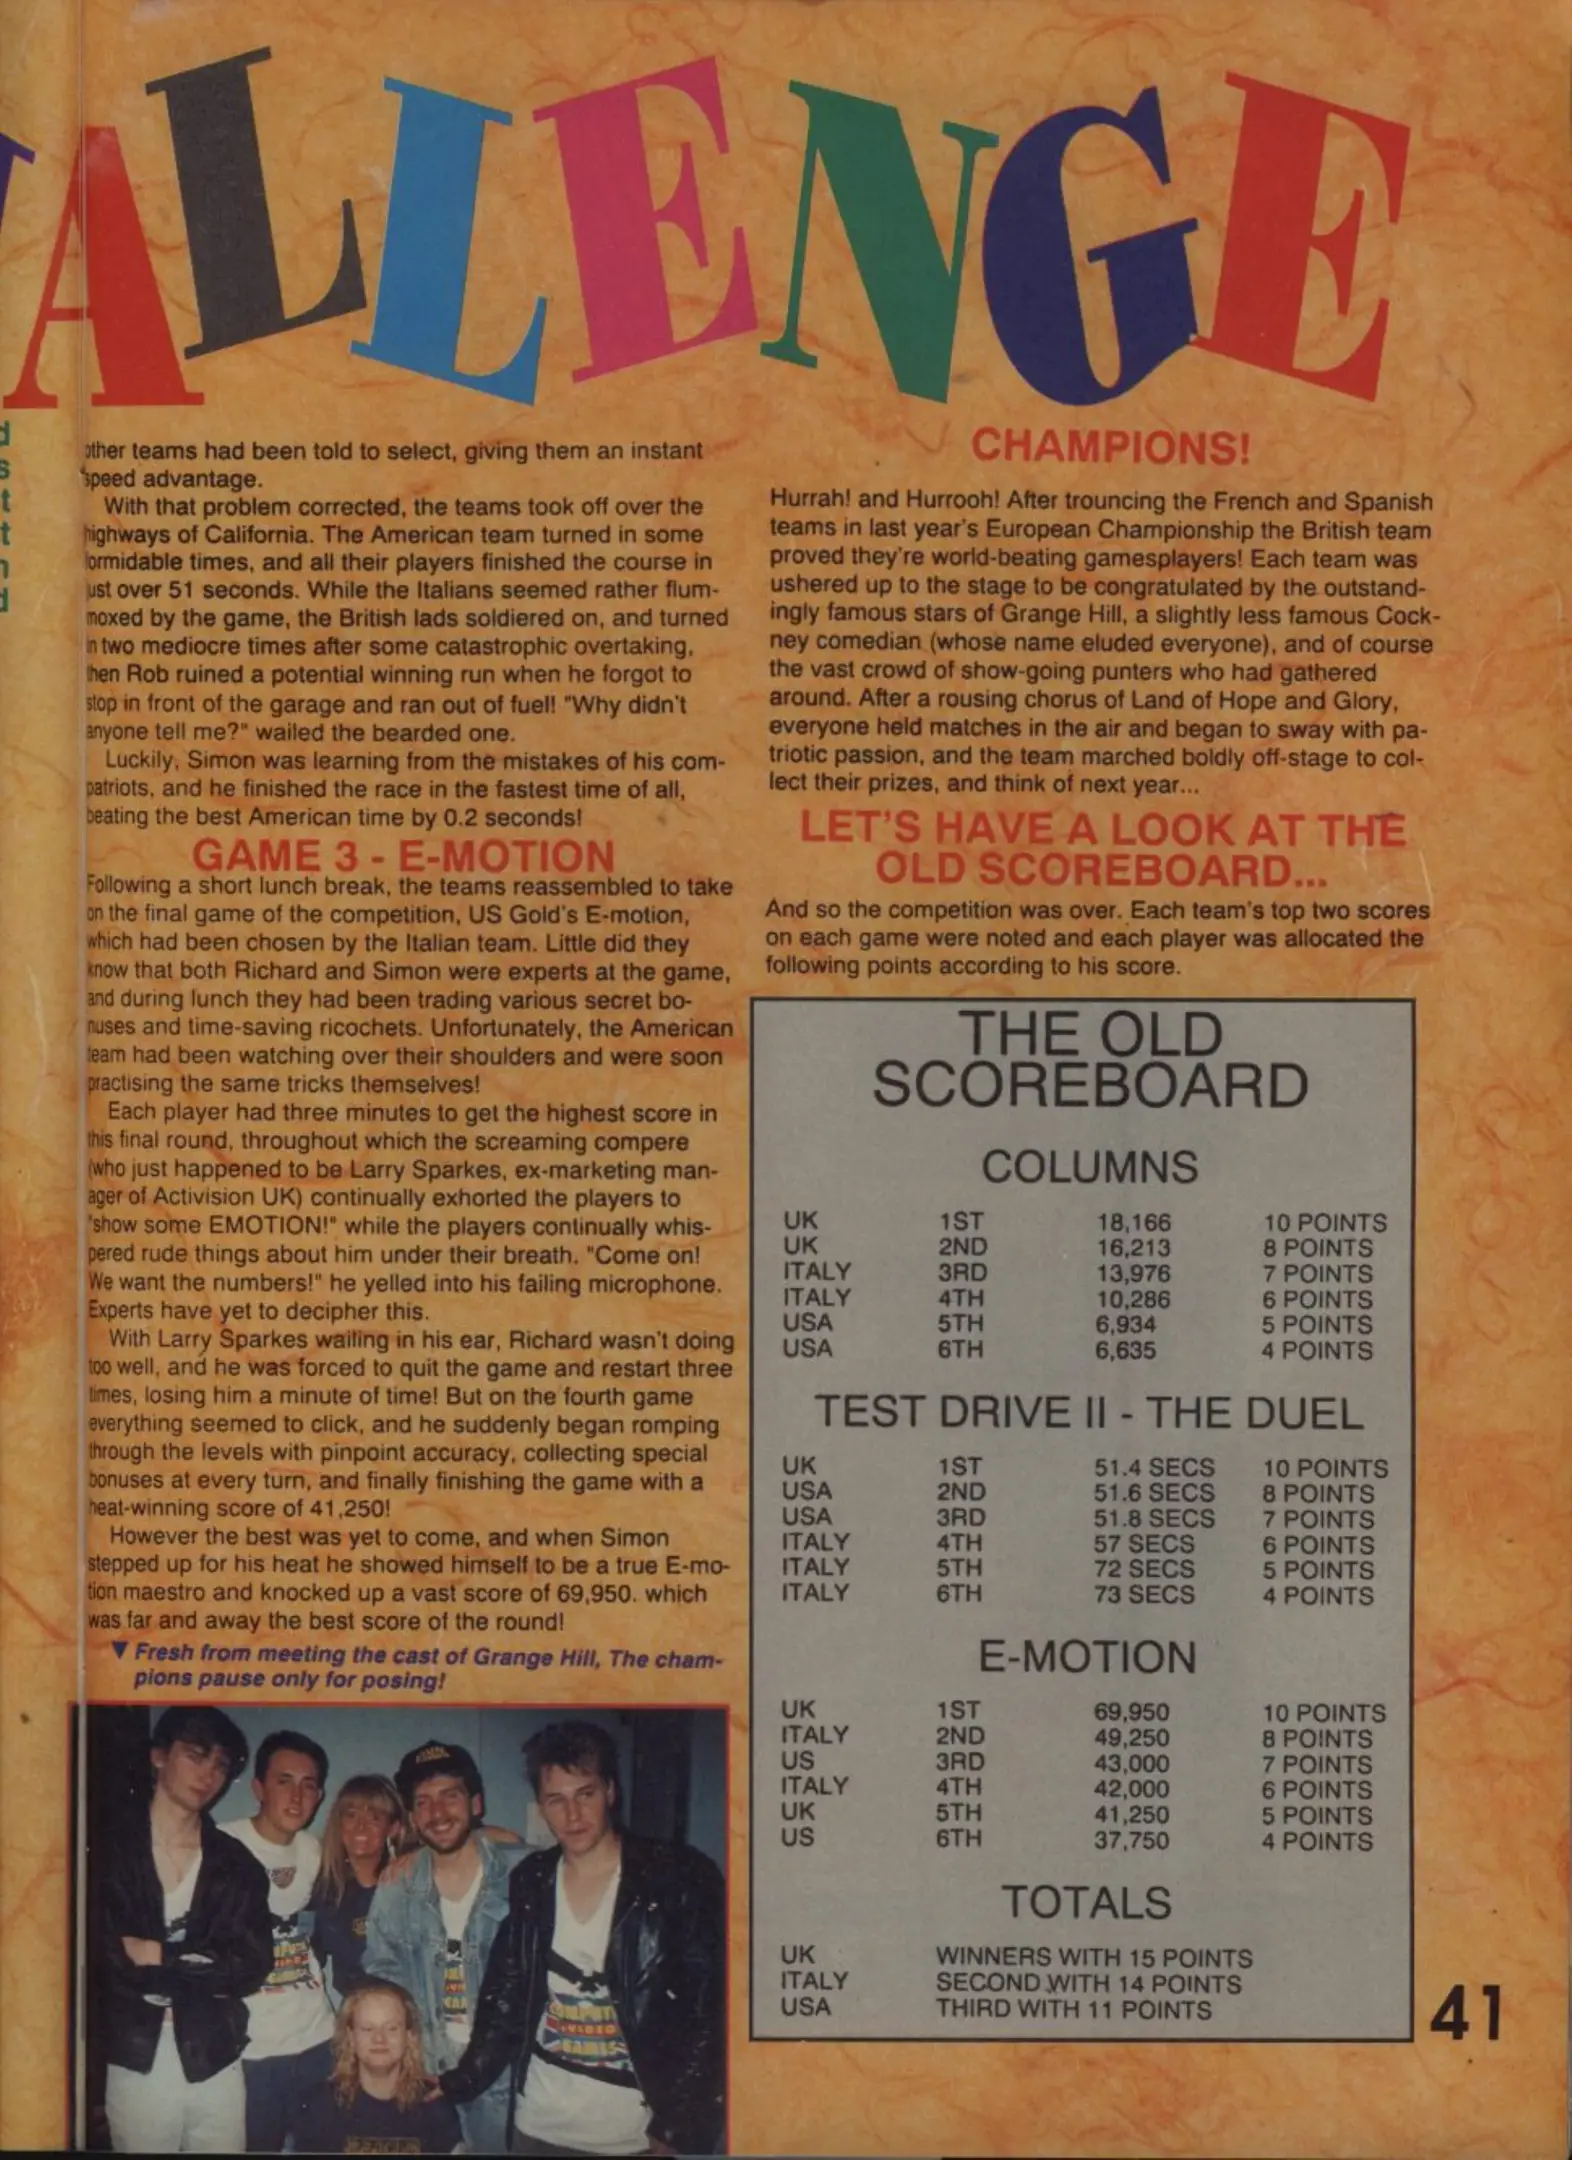 ALLENGE
other teams had been told to select, giving them an instant
speed advantage.
With that problem corrected, the teams took off over the
highways of California. The American team turned in some
formidable times, and all their players finished the course in
just over 51 seconds. While the Italians seemed rather flum-
moxed by the game, the British lads soldiered on, and turned
in two mediocre times after some catastrophic overtaking,
then Rob ruined a potential winning run when he forgot to
stop in front of the garage and ran out of fuel! "Why didn't
anyone tell me?" wailed the bearded one.
Luckily, Simon was learning from the mistakes of his com-
patriots, and he finished the race in the fastest time of all,
beating the best American time by 0.2 seconds!
GAME 3 - E-MOTION
Following a short lunch break, the teams reassembled to take
on the final game of the competition, US Gold's E-motion,
which had been chosen by the Italian team. Little did they
know that both Richard and Simon were experts at the game,
and during lunch they had been trading various secret bo-
nuses and time-saving ricochets. Unfortunately, the American
team had been watching over their shoulders and were soon
practising the same tricks themselves!
Each player had three minutes to get the highest score in
this final round, throughout which the screaming compere
(who just happened to be Larry Sparkes, ex-marketing man-
ager of Activision UK) continually exhorted the players to
"show some EMOTION!" while the players continually whis-
pered rude things about him under their breath. "Come on!
We want the numbers!" he yelled into his failing microphone.
Experts have yet to decipher this.
With Larry Sparkes wailing in his ear, Richard wasn't doing
too well, and he was forced to quit the game and restart three
times, losing him a minute of time! But on the fourth game
everything seemed to click, and he suddenly began romping
through the levels with pinpoint accuracy, collecting special
bonuses at every turn, and finally finishing the game with a
heat-winning score of 41,250!
However the best was yet to come, and when Simon
stepped up for his heat he showed himself to be a true E-mo-
tion maestro and knocked up a vast score of 69,950. which
was far and away the best score of the round!
▼ Fresh from meeting the cast of Grange Hill, The cham-
pions pause only for posing!
CHAMPIONS!
Hurrah! and Hurrooh! After trouncing the French and Spanish
teams in last year's European Championship the British team
proved they're world-beating gamesplayers! Each team was
ushered up to the stage to be congratulated by the outstand-
ingly famous stars of Grange Hill, a slightly less famous Cock-
ney comedian (whose name eluded everyone), and of course
the vast crowd of show-going punters who had gathered
around. After a rousing chorus of Land of Hope and Glory,
everyone held matches in the air and began to sway with pa-
triotic passion, and the team marched boldly off-stage to col-
lect their prizes, and think of next year...
LET'S HAVE A LOOK AT THE
OLD SCOREBOARD...
And so the competition was over. Each team's top two scores
on each game were noted and each player was allocated the
following points according to his score.
THE OLD
SCOREBOARD
COLUMNS
UK 1ST 18,166 10 POINTS
UK 2ND 16,213 8 POINTS
ITALY 3RD 13,976 7 POINTS
ITALY 4TH 10,286 6 POINTS
USA 5TH 6,934 5 POINTS
USA 6TH 6,635 4 POINTS
TEST DRIVE II - THE DUEL
UK 1ST 51.4 SECS 10 POINTS
USA 2ND 51.6 SECS 8 POINTS
USA 3RD 51.8 SECS 7 POINTS
ITALY 4TH 57 SECS 6 POINTS
ITALY 5TH 72 SECS 5 POINTS
ITALY 6TH 73 SECS 4 POINTS
E-MOTION
UK 1ST 69,950 10 POINTS
ITALY 2ND 49,250 8 POINTS
US 3RD 43,000 7 POINTS
ITALY 4TH 42,000 6 POINTS
UK 5TH 41,250 5 POINTS
US 6TH 37,750 4 POINTS
TOTALS
UK WINNERS WITH 15 POINTS
ITALY SECOND WITH 14 POINTS
USA THIRD WITH 11 POINTS
COMPUTER
VIDEO
GAMES
41